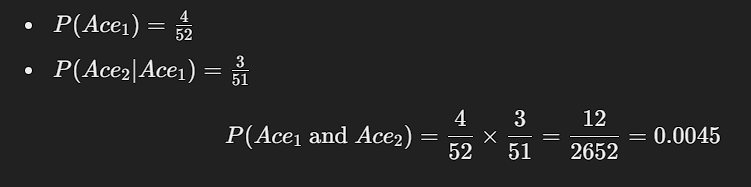 • P(Ace₁) = 4/52
• P(Ace₂|Ace₁) = 3/51
P(Ace₁ and Ace₂) = 4/52 × 3/51 = 12/2652 = 0.0045